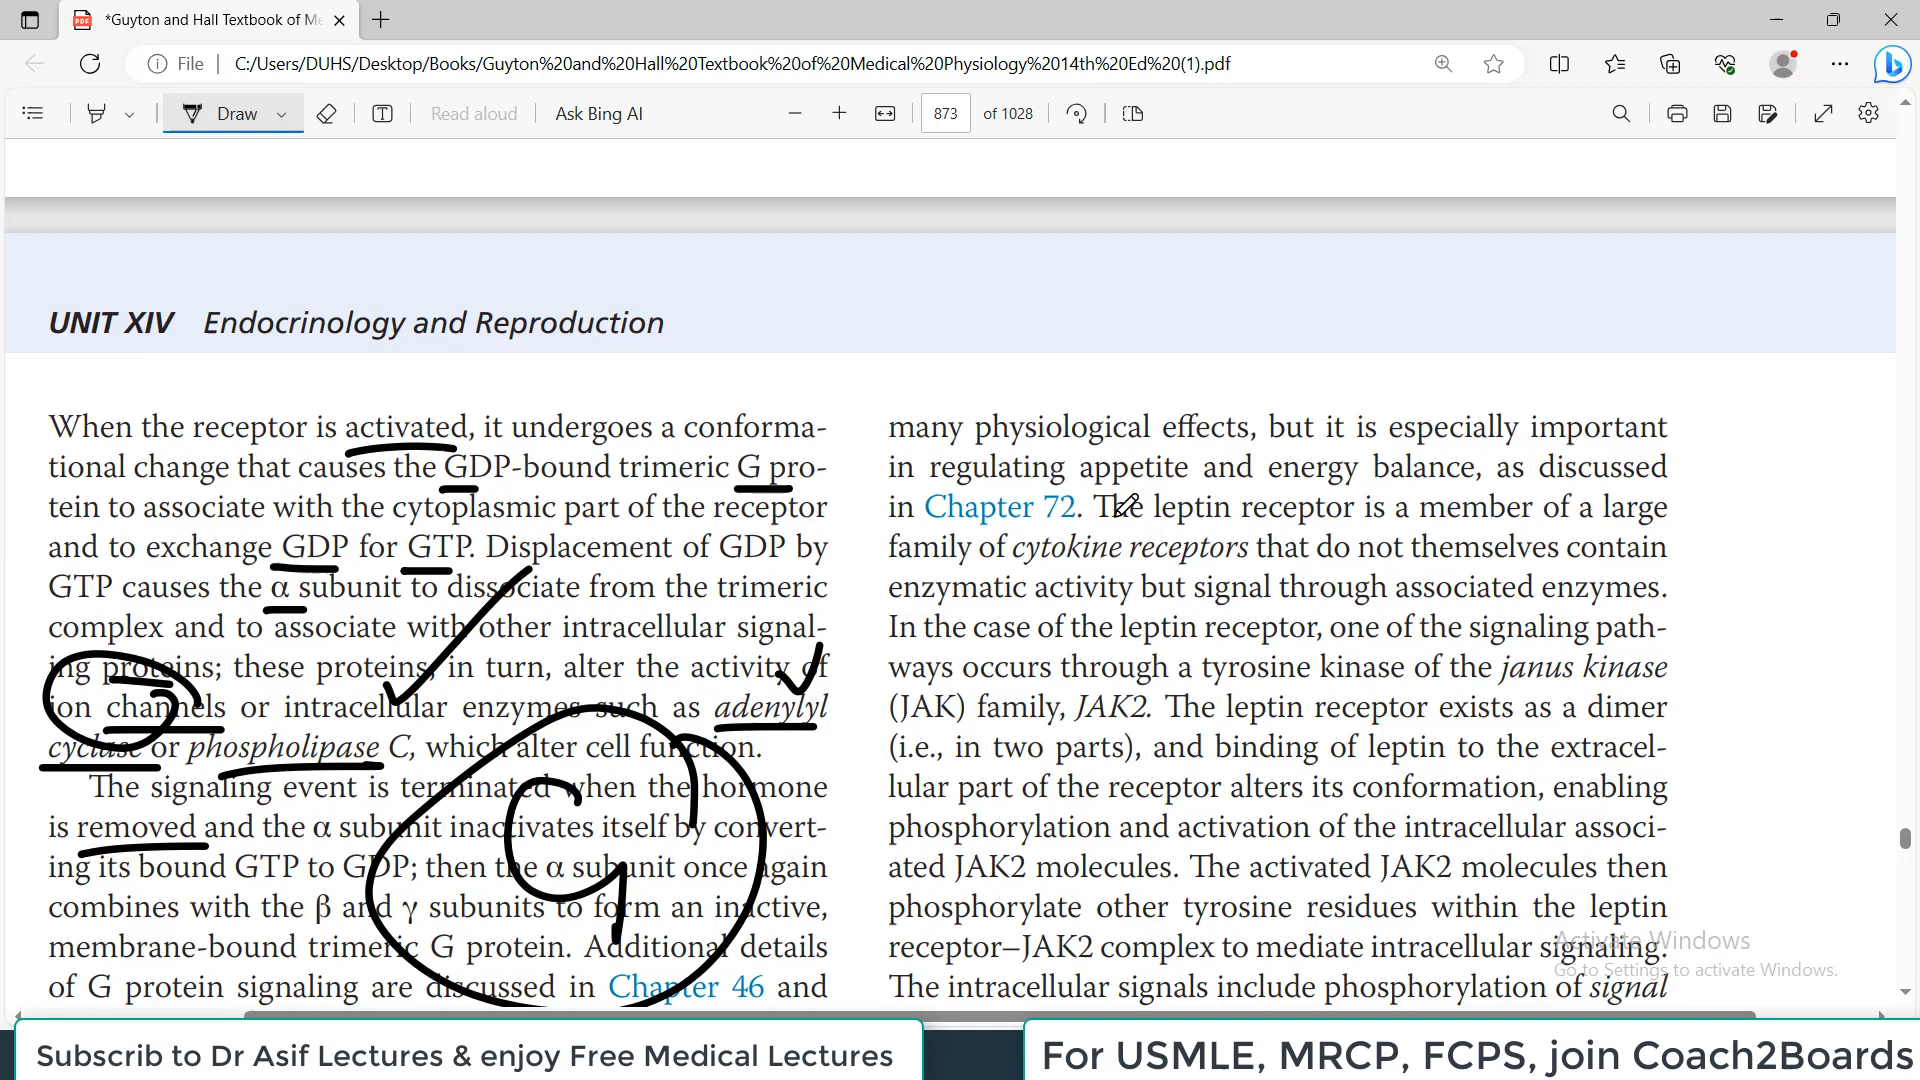 *Guyton and Hall Textbook of Me
File
C:/Users/DUHS/Desktop/Books/Guyton%20and%20Hall%20Textbook%20of%20Medical%20Physiology%2014th%20Ed%20(1).pdf
Draw
Read aloud
Ask Bing AI
873
of 1028
UNIT XIV Endocrinology and Reproduction
When the receptor is activated, it undergoes a conforma-
tional change that causes the GDP-bound trimeric G pro-
tein to associate with the cytoplasmic part of the receptor
and to exchange GDP for GTP. Displacement of GDP by
GTP causes the α subunit to dissociate from the trimeric
complex and to associate with other intracellular signal-
ing proteins; these proteins, in turn, alter the activity of
ion channels or intracellular enzymes such as adenylyl
cyclase or phospholipase C, which alter cell function.
The signaling event is terminated when the hormone
is removed and the α subunit inactivates itself by convert-
ing its bound GTP to GDP; then the α subunit once again
combines with the β and γ subunits to form an inactive,
membrane-bound trimeric G protein. Additional details
of G protein signaling are discussed in Chapter 46 and
G
many physiological effects, but it is especially important
in regulating appetite and energy balance, as discussed
in Chapter 72. The leptin receptor is a member of a large
family of cytokine receptors that do not themselves contain
enzymatic activity but signal through associated enzymes.
In the case of the leptin receptor, one of the signaling path-
ways occurs through a tyrosine kinase of the janus kinase
(JAK) family, JAK2. The leptin receptor exists as a dimer
(i.e., in two parts), and binding of leptin to the extracel-
lular part of the receptor alters its conformation, enabling
phosphorylation and activation of the intracellular associ-
ated JAK2 molecules. The activated JAK2 molecules then
phosphorylate other tyrosine residues within the leptin
receptor–JAK2 complex to mediate intracellular signaling.
The intracellular signals include phosphorylation of signal
Activate Windows
Go to Settings to activate Windows.
Subscrib to Dr Asif Lectures & enjoy Free Medical Lectures
For USMLE, MRCP, FCPS, join Coach2Boards